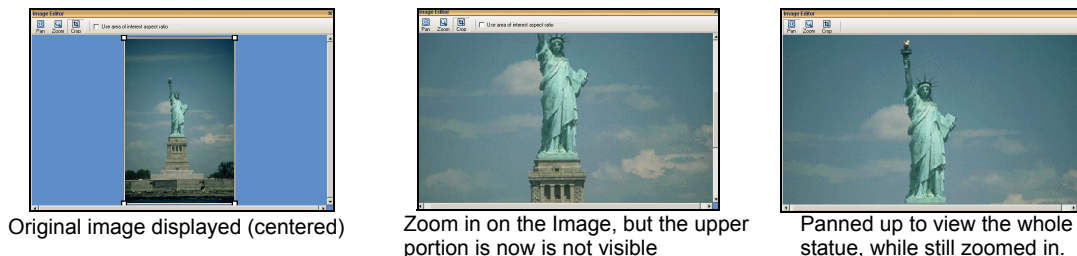 Image Editor
Pan Zoom Crop Use area of interest aspect ratio
Original image displayed (centered)
Image Editor
Pan Zoom Crop Use area of interest aspect ratio
Zoom in on the Image, but the upper
portion is now is not visible
Image Editor
Pan Zoom Crop
Panned up to view the whole
statue, while still zoomed in.